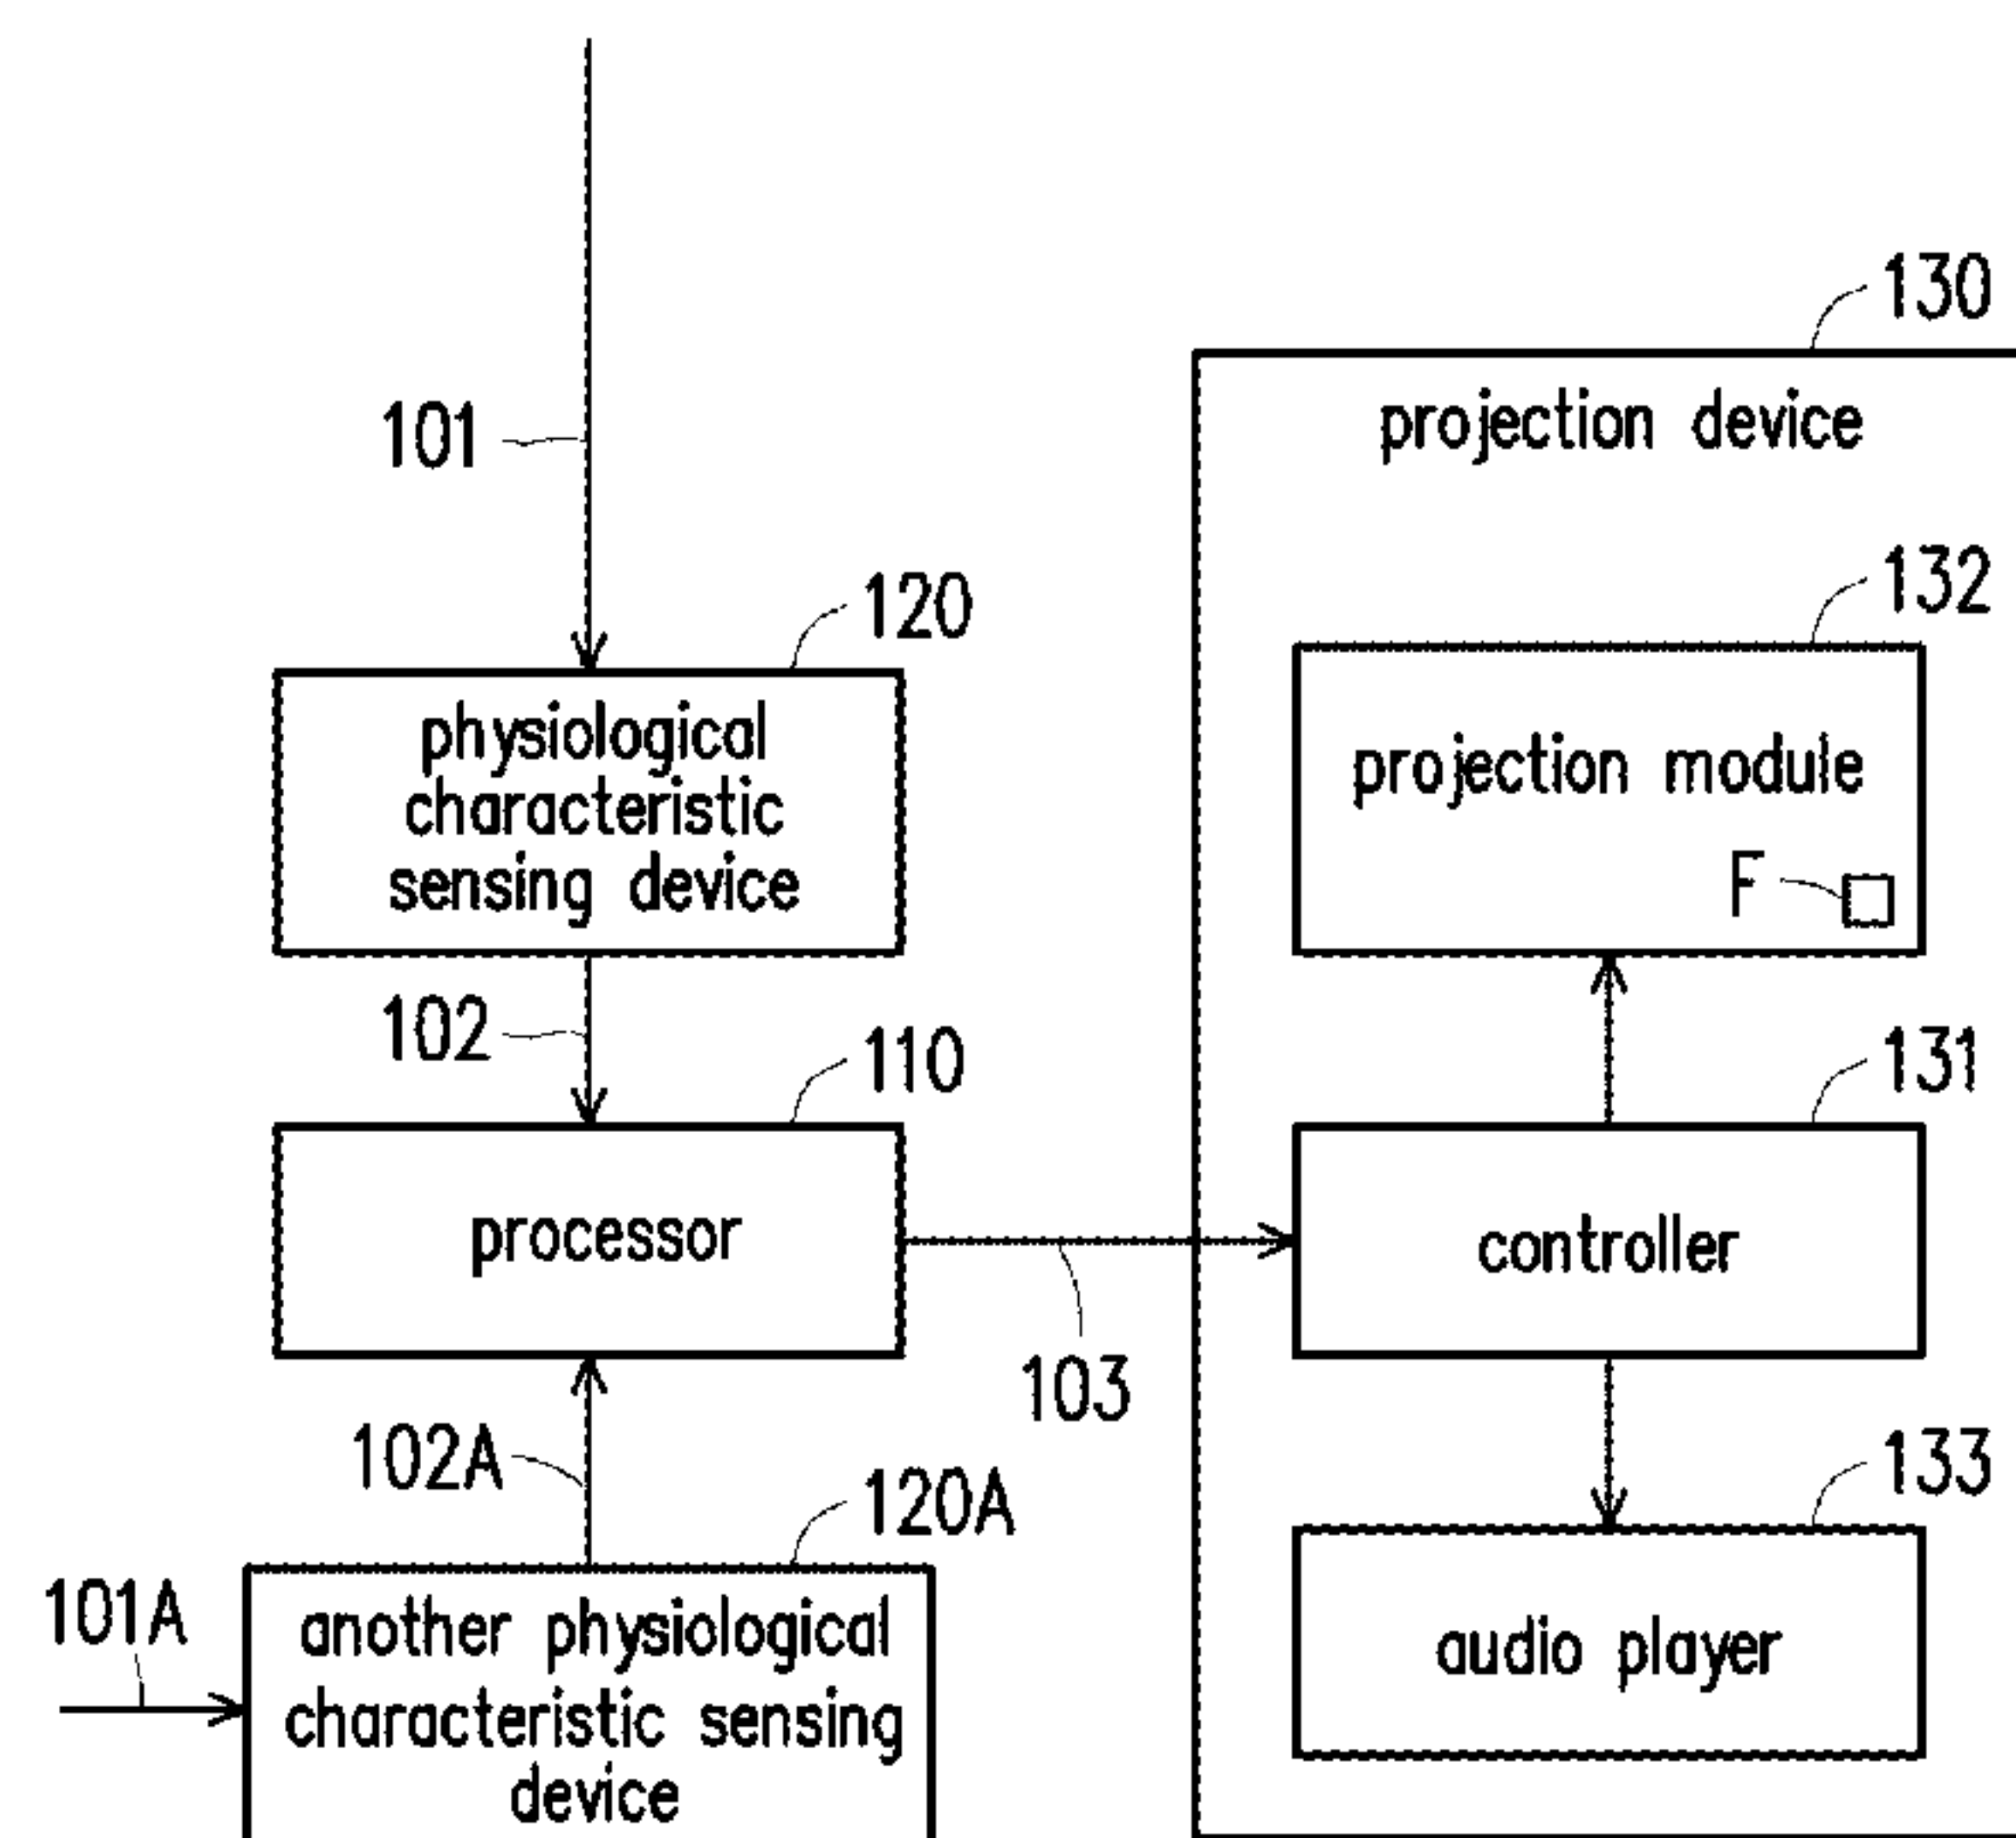 130
projection device
101
132
120
physiological
characteristic
sensing device
projection module
F
102
110
131
processor
controller
103
102A
120A
133
101A
another physiological
characteristic sensing
device
audio player